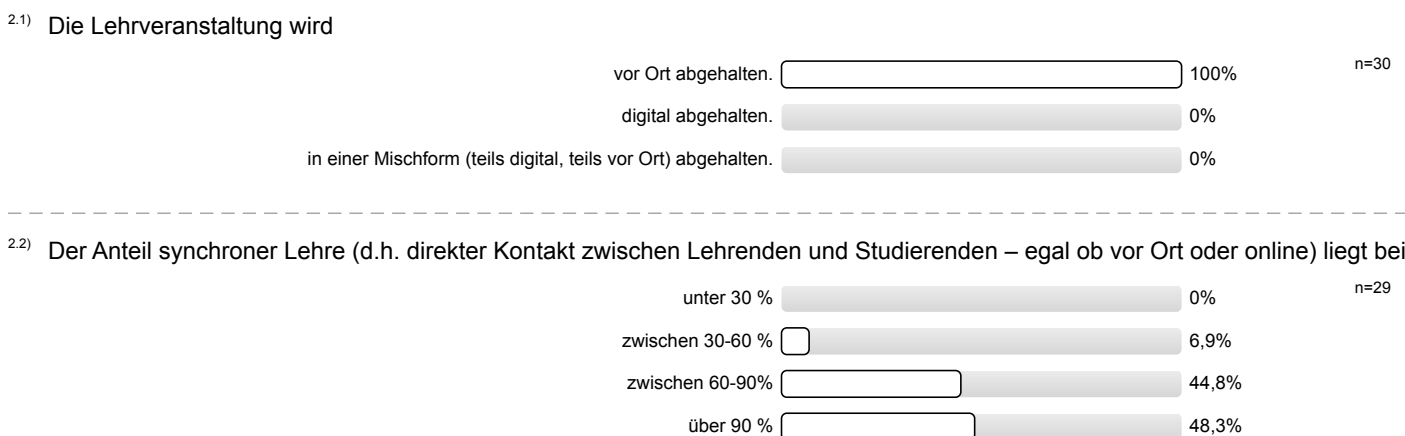 2.1) Die Lehrveranstaltung wird
vor Ort abgehalten. 100% n=30
digital abgehalten. 0%
in einer Mischform (teils digital, teils vor Ort) abgehalten. 0%
2.2) Der Anteil synchroner Lehre (d.h. direkter Kontakt zwischen Lehrenden und Studierenden – egal ob vor Ort oder online) liegt bei
unter 30 % 0% n=29
zwischen 30-60 % 6,9%
zwischen 60-90% 44,8%
über 90 % 48,3%